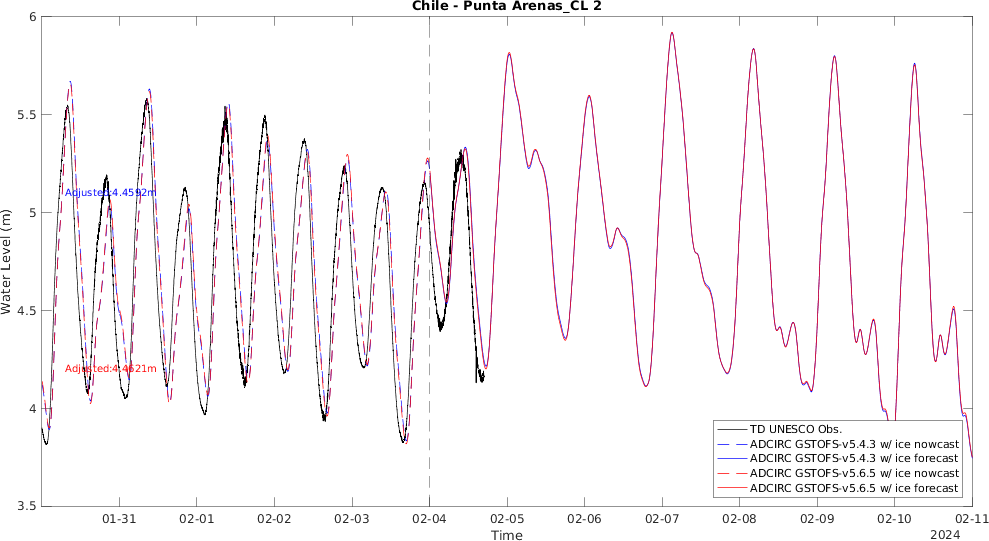 Chile - Punta Arenas_CL 2
6
5.5
5
4.5
4
3.5
Water Level (m)
Adjusted:4.4592m
Adjusted:4.4621m
TD UNESCO Obs.
ADCIRC GSTOFS-v5.4.3 w/ ice nowcast
ADCIRC GSTOFS-v5.4.3 w/ ice forecast
ADCIRC GSTOFS-v5.6.5 w/ ice nowcast
ADCIRC GSTOFS-v5.6.5 w/ ice forecast
01-31 02-01 02-02 02-03 02-04 02-05 02-06 02-07 02-08 02-09 02-10 02-11
Time
2024